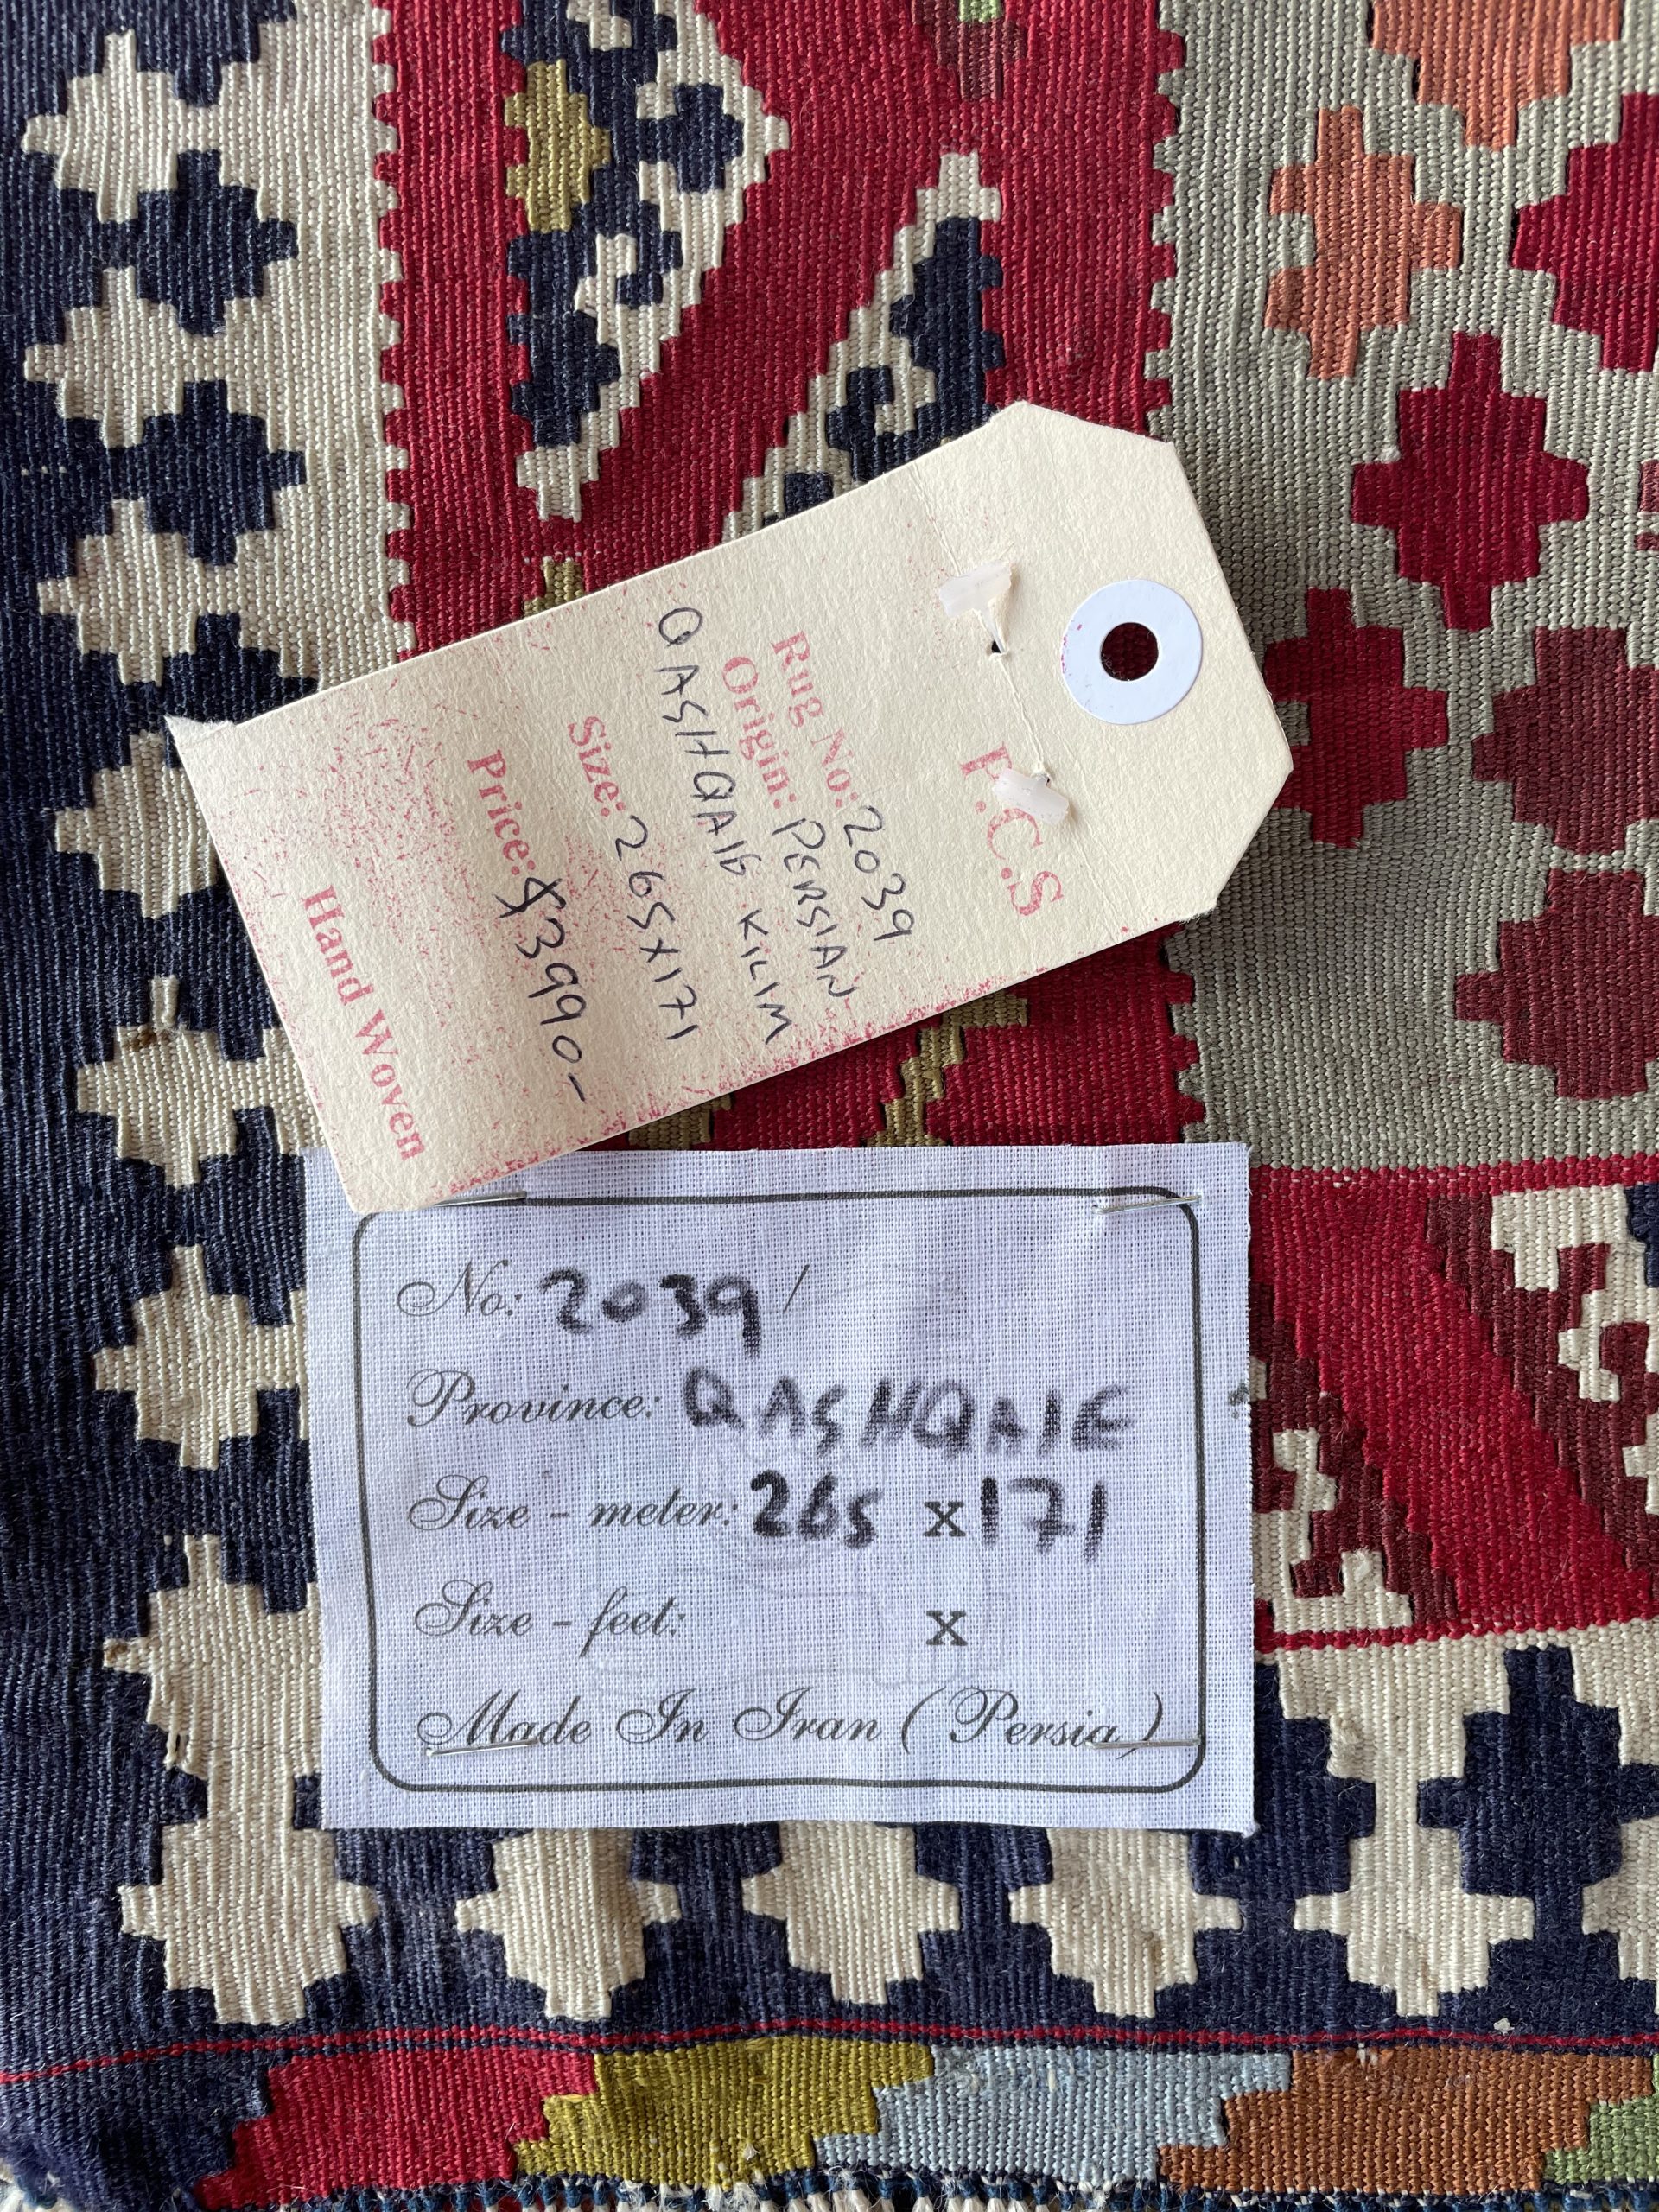 P.C.S
Rug No: 2039
Origin: PERSIAN
QASHQAIE KILIM
Size: 265X171
Price: $3990-
Hand Woven
No: 2039 /
Province: QASHQAIE
Size - meter: 265 x 171
Size - feet: x
Made In Iran ( Persia )